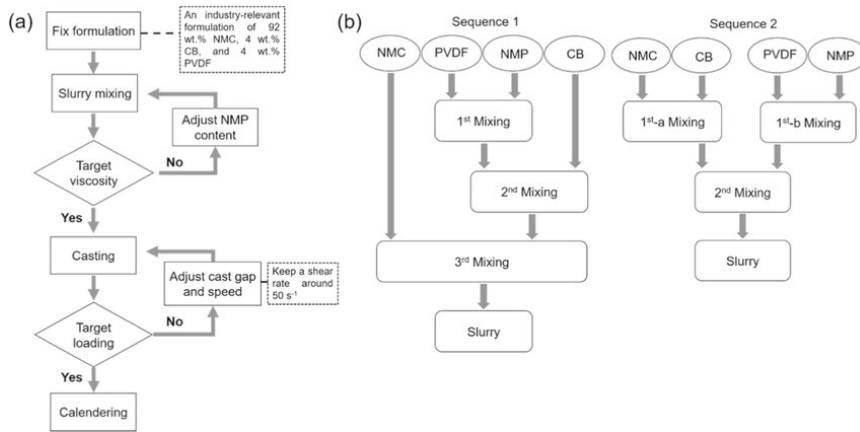 (a)
Fix formulation
An industry-relevant
formulation of 92
wt.% NMC, 4 wt.%
CB, and 4 wt.%
PVDF
Slurry mixing
Adjust NMP
content
Target
viscosity
No
Yes
Casting
Adjust cast gap
and speed
Keep a shear
rate around
50 s⁻¹
Target
loading
No
Yes
Calendering
(b)
Sequence 1
NMC PVDF NMP CB
1st Mixing
2nd Mixing
3rd Mixing
Slurry
Sequence 2
NMC CB PVDF NMP
1st-a Mixing 1st-b Mixing
2nd Mixing
Slurry